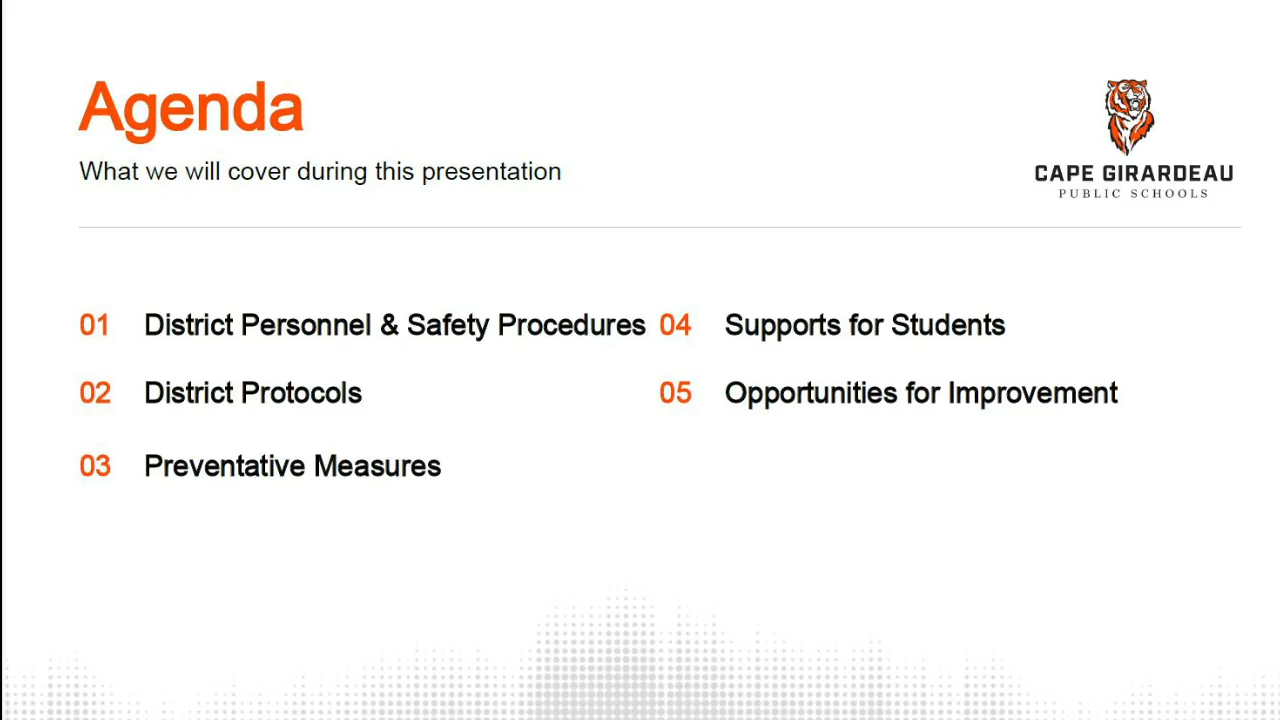 Agenda
What we will cover during this presentation
CAPE GIRARDEAU
PUBLIC SCHOOLS
01 District Personnel & Safety Procedures
02 District Protocols
03 Preventative Measures
04 Supports for Students
05 Opportunities for Improvement